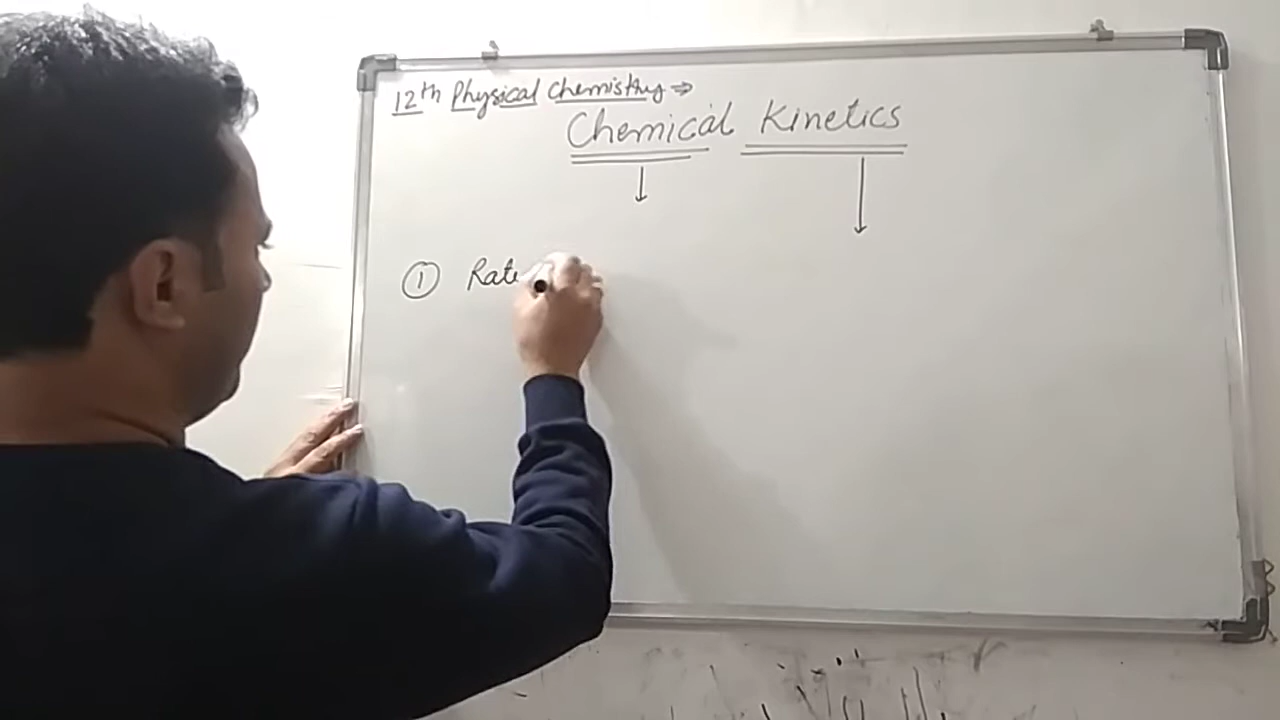 12th Physical Chemistry ⇒
Chemical Kinetics
↓ ↓
① Rate